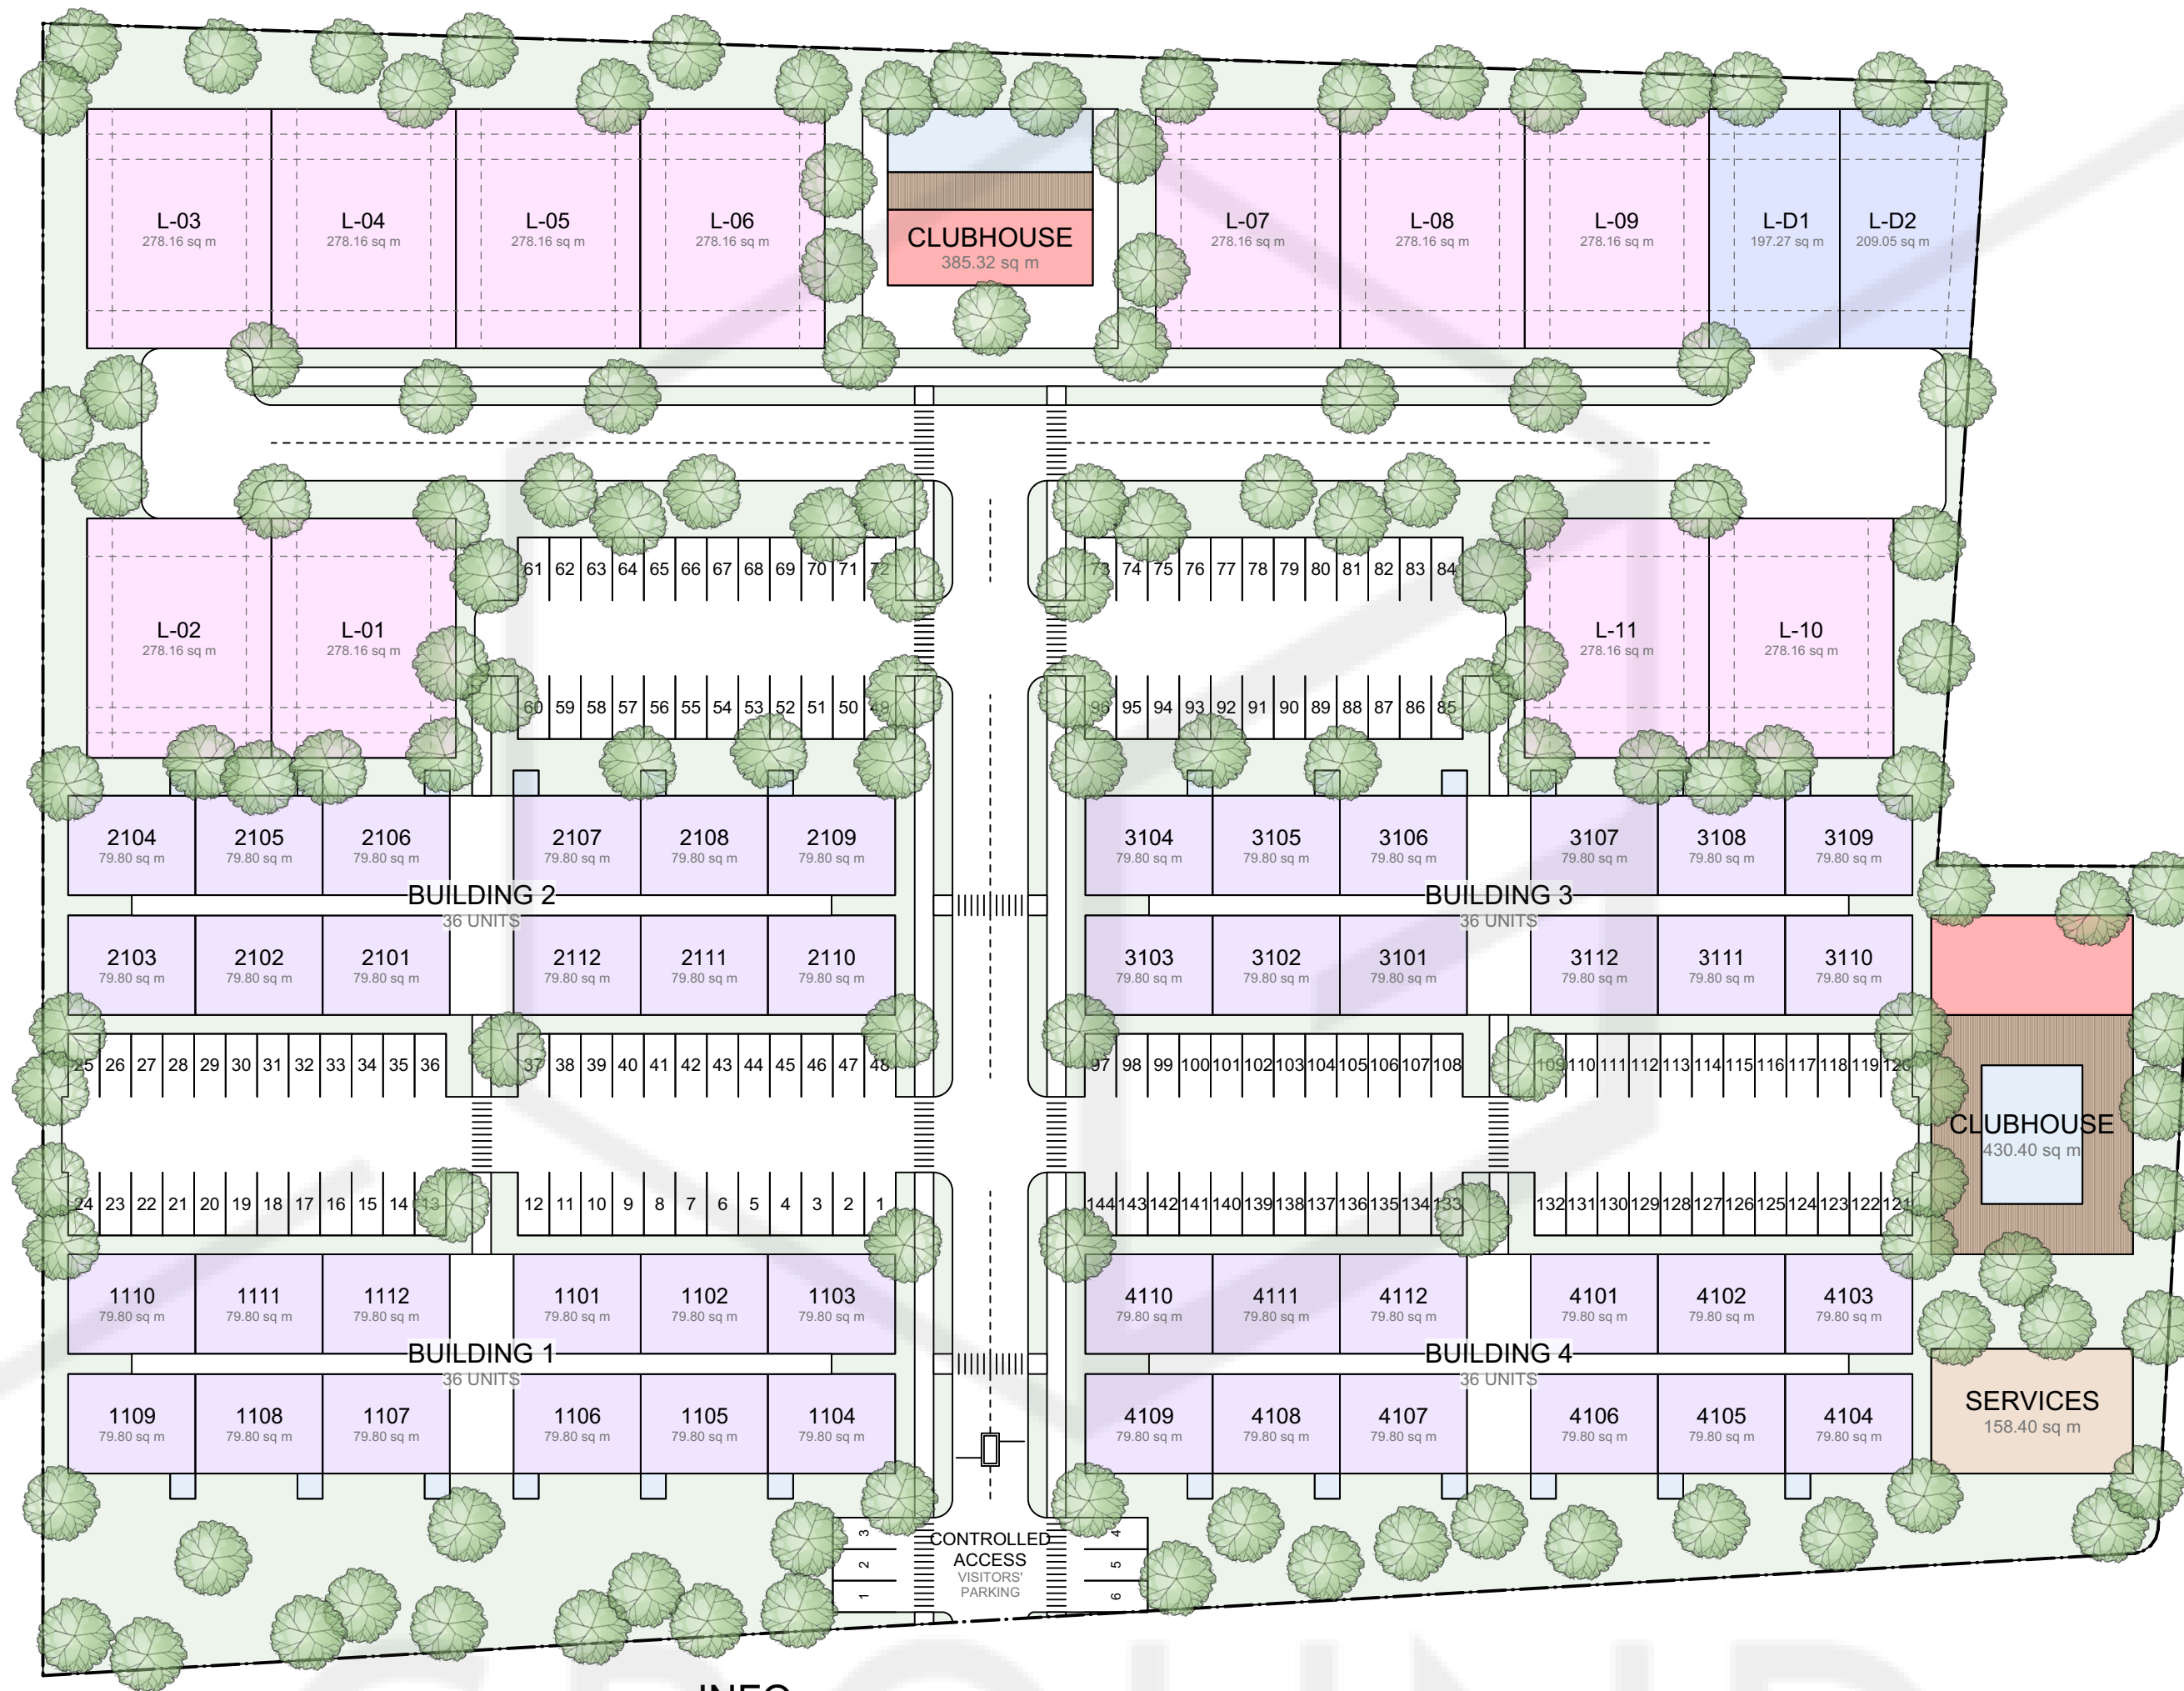 L-03 L-04 L-05 L-06 CLUBHOUSE L-07 L-08 L-09 L-D1 L-D2
278.16 sq m 278.16 sq m 278.16 sq m 278.16 sq m 385.32 sq m 278.16 sq m 278.16 sq m 278.16 sq m 197.27 sq m 209.05 sq m
61 62 63 64 65 66 67 68 69 70 71 72 73 74 75 76 77 78 79 80 81 82 83 84
L-02 L-01 L-11 L-10
278.16 sq m 278.16 sq m 278.16 sq m 278.16 sq m
60 59 58 57 56 55 54 53 52 51 50 49 96 95 94 93 92 91 90 89 88 87 86 85
2104 2105 2106 2107 2108 2109 3104 3105 3106 3107 3108 3109
79.80 sq m 79.80 sq m 79.80 sq m 79.80 sq m 79.80 sq m 79.80 sq m 79.80 sq m 79.80 sq m 79.80 sq m 79.80 sq m 79.80 sq m 79.80 sq m
BUILDING 2 BUILDING 3
36 UNITS 36 UNITS
2103 2102 2101 2112 2111 2110 3103 3102 3101 3112 3111 3110
79.80 sq m 79.80 sq m 79.80 sq m 79.80 sq m 79.80 sq m 79.80 sq m 79.80 sq m 79.80 sq m 79.80 sq m 79.80 sq m 79.80 sq m 79.80 sq m
25 26 27 28 29 30 31 32 33 34 35 36 37 38 39 40 41 42 43 44 45 46 47 48 97 98 99 100 101 102 103 104 105 106 107 108 109 110 111 112 113 114 115 116 117 118 119 120
CLUBHOUSE
430.40 sq m
24 23 22 21 20 19 18 17 16 15 14 13 12 11 10 9 8 7 6 5 4 3 2 1 144 143 142 141 140 139 138 137 136 135 134 133 132 131 130 129 128 127 126 125 124 123 122 121
1110 1111 1112 1101 1102 1103 4110 4111 4112 4101 4102 4103
79.80 sq m 79.80 sq m 79.80 sq m 79.80 sq m 79.80 sq m 79.80 sq m 79.80 sq m 79.80 sq m 79.80 sq m 79.80 sq m 79.80 sq m 79.80 sq m
BUILDING 1 BUILDING 4
36 UNITS 36 UNITS
1109 1108 1107 1106 1105 1104 4109 4108 4107 4106 4105 4104 SERVICES
79.80 sq m 79.80 sq m 79.80 sq m 79.80 sq m 79.80 sq m 79.80 sq m 79.80 sq m 79.80 sq m 79.80 sq m 79.80 sq m 79.80 sq m 79.80 sq m 158.40 sq m
3 CONTROLLED 4
2 ACCESS 5
VISITORS'
1 PARKING 6